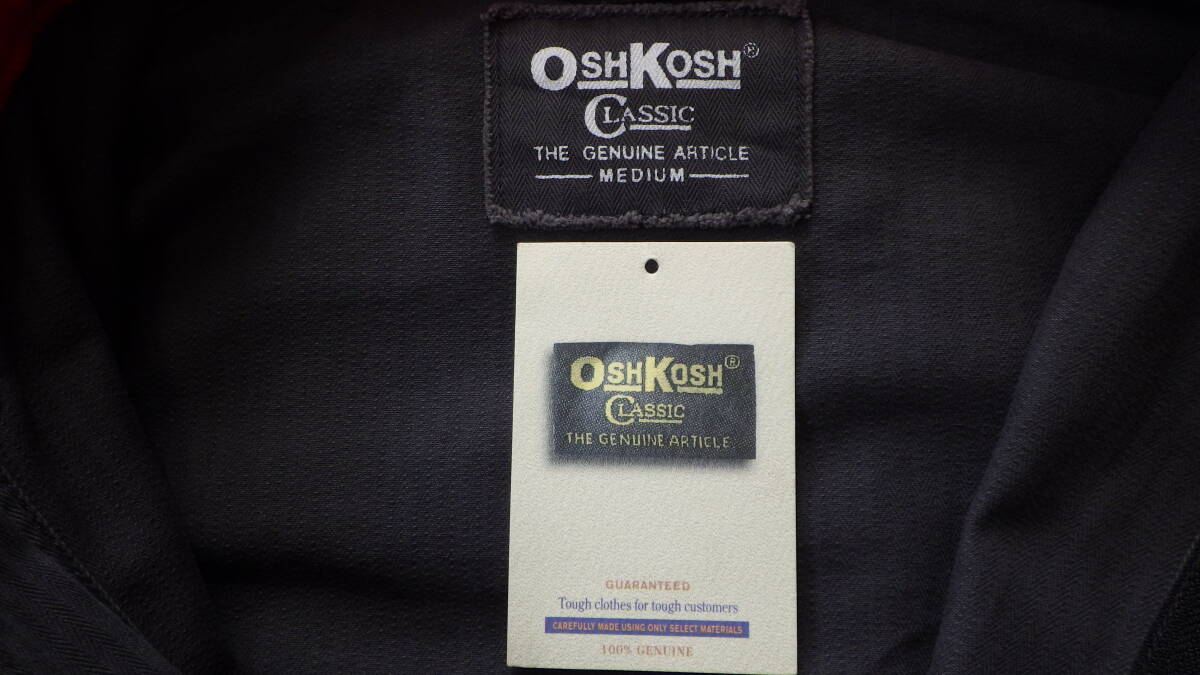 OSHKOSH®
CLASSIC
THE GENUINE ARTICLE
MEDIUM
OSHKOSH®
CLASSIC
THE GENUINE ARTICLE
GUARANTEED
Tough clothes for tough customers
CAREFULLY MADE USING ONLY SELECT MATERIALS
100% GENUINE